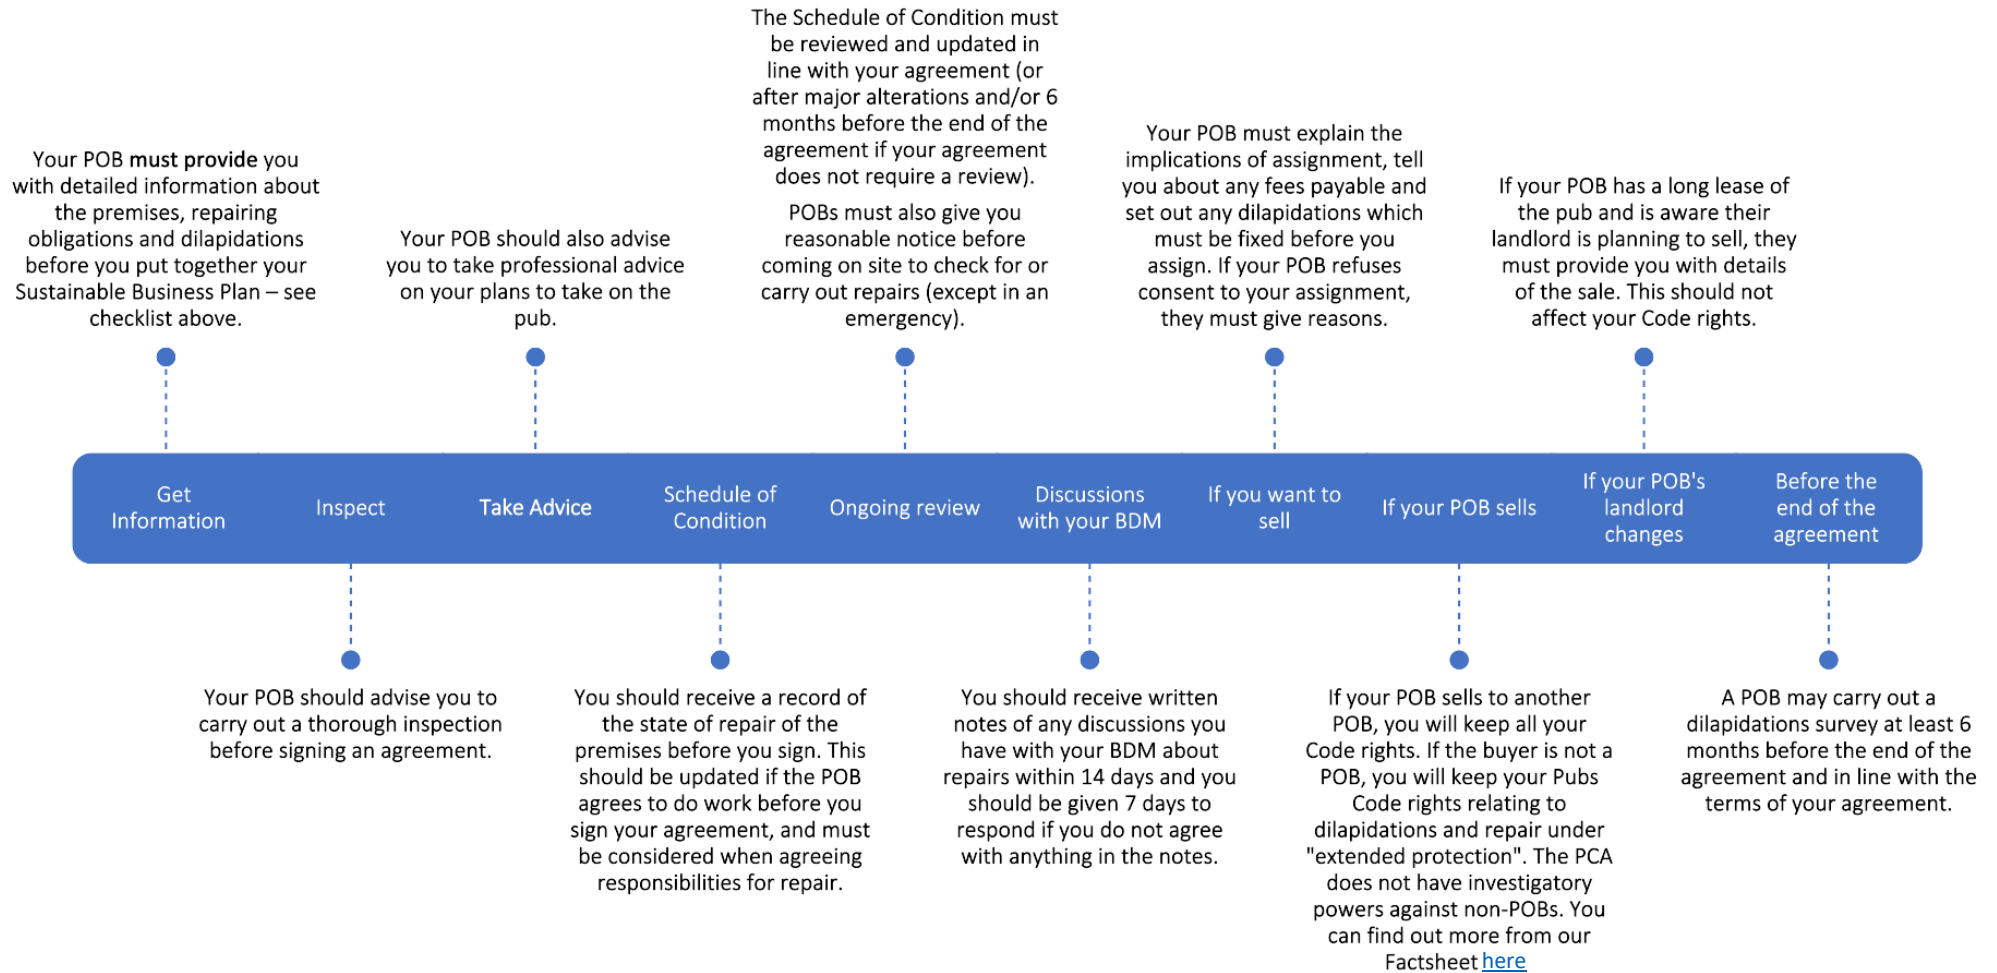 Your POB must provide you
with detailed information about
the premises, repairing
obligations and dilapidations
before you put together your
Sustainable Business Plan – see
checklist above.
Your POB should also advise
you to take professional advice
on your plans to take on the
pub.
The Schedule of Condition must
be reviewed and updated in
line with your agreement (or
after major alterations and/or 6
months before the end of the
agreement if your agreement
does not require a review).
POBs must also give you
reasonable notice before
coming on site to check for or
carry out repairs (except in an
emergency).
Your POB must explain the
implications of assignment, tell
you about any fees payable and
set out any dilapidations which
must be fixed before you
assign. If your POB refuses
consent to your assignment,
they must give reasons.
If your POB has a long lease of
the pub and is aware their
landlord is planning to sell, they
must provide you with details
of the sale. This should not
affect your Code rights.
Get
Information
Inspect
Take Advice
Schedule of
Condition
Ongoing review
Discussions
with your BDM
If you want to
sell
If your POB sells
If your POB's
landlord
changes
Before the
end of the
agreement
Your POB should advise you to
carry out a thorough inspection
before signing an agreement.
You should receive a record of
the state of repair of the
premises before you sign. This
should be updated if the POB
agrees to do work before you
sign your agreement, and must
be considered when agreeing
responsibilities for repair.
You should receive written
notes of any discussions you
have with your BDM about
repairs within 14 days and you
should be given 7 days to
respond if you do not agree
with anything in the notes.
If your POB sells to another
POB, you will keep all your
Code rights. If the buyer is not a
POB, you will keep your Pubs
Code rights relating to
dilapidations and repair under
"extended protection". The PCA
does not have investigatory
powers against non-POBs. You
can find out more from our
Factsheet here
A POB may carry out a
dilapidations survey at least 6
months before the end of the
agreement and in line with the
terms of your agreement.